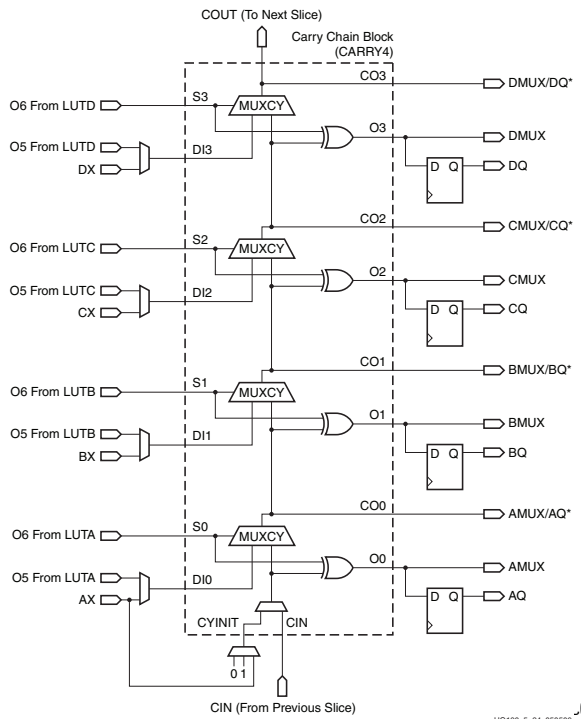 COUT (To Next Slice)
Carry Chain Block
(CARRY4)
CO3
DMUX/DQ*
O6 From LUTD
S3
MUXCY
O3
DMUX
O5 From LUTD
DI3
DX
D Q
DQ
CO2
CMUX/CQ*
O6 From LUTC
S2
MUXCY
O2
CMUX
O5 From LUTC
DI2
CX
D Q
CQ
CO1
BMUX/BQ*
O6 From LUTB
S1
MUXCY
O1
BMUX
O5 From LUTB
DI1
BX
D Q
BQ
CO0
AMUX/AQ*
O6 From LUTA
S0
MUXCY
O0
AMUX
O5 From LUTA
DI0
AX
D Q
AQ
CYINIT
CIN
0 1
CIN (From Previous Slice)